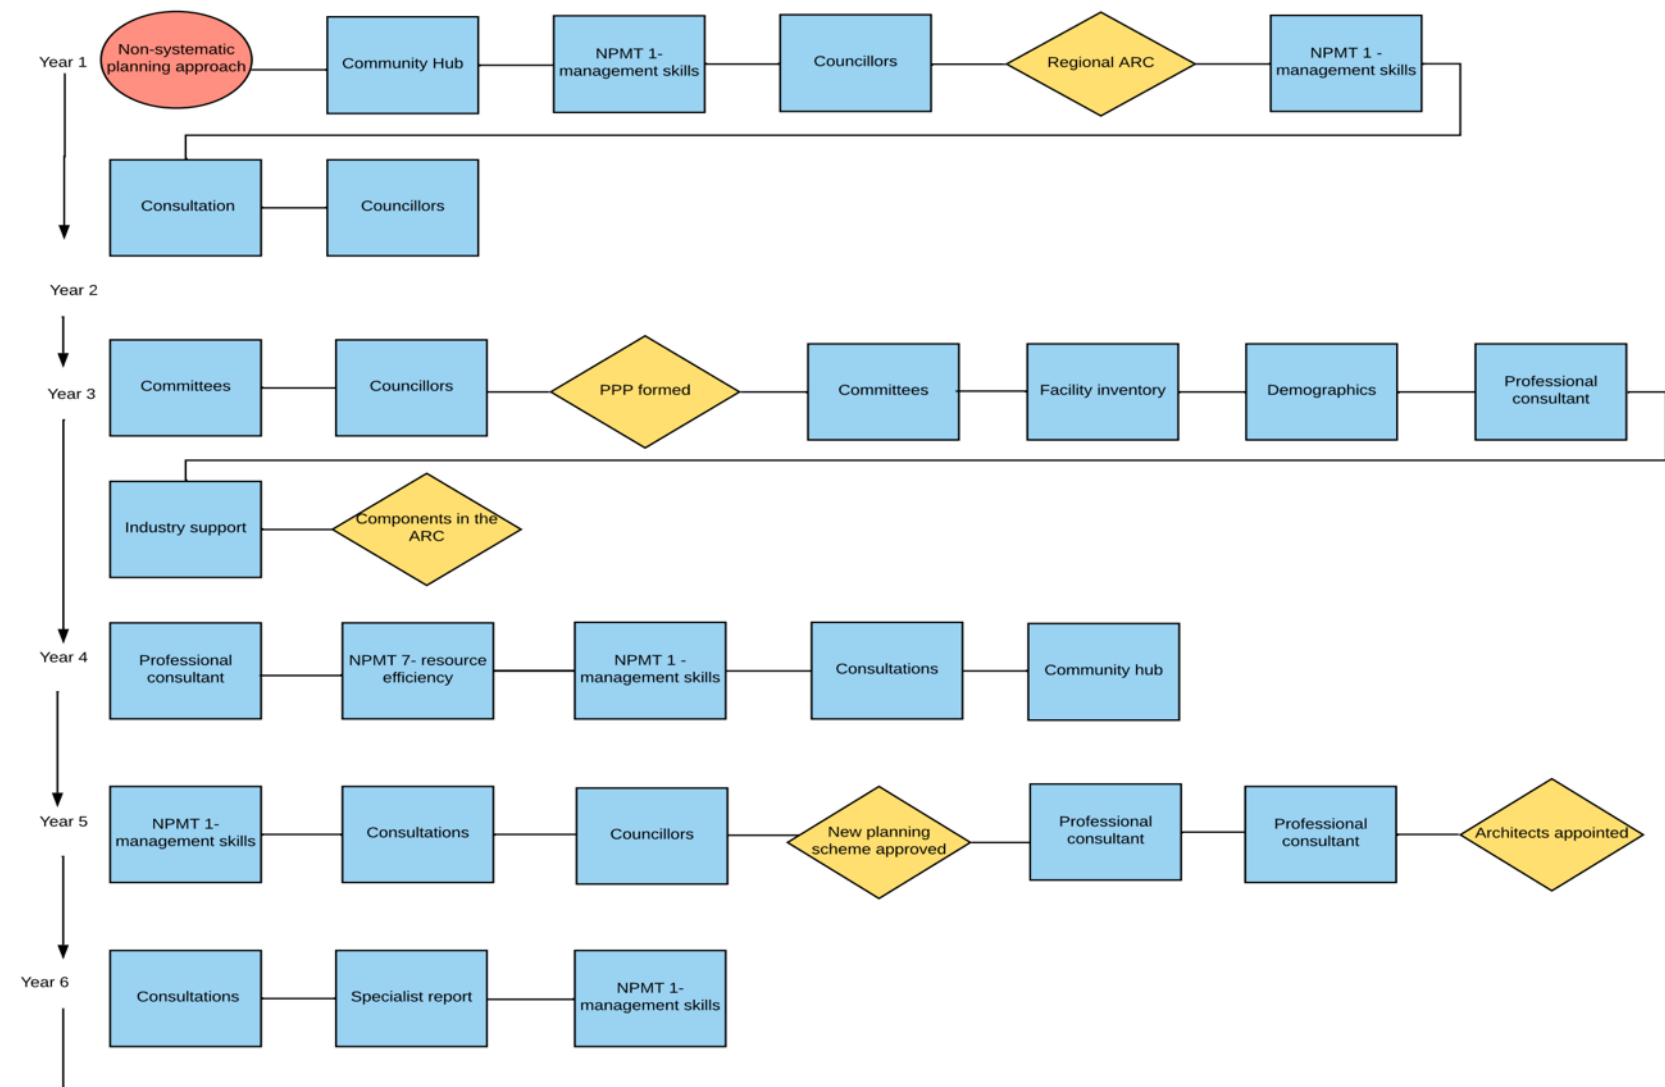 Year 1
Non-systematic
planning approach
Community Hub
NPMT 1-
management skills
Councillors
Regional ARC
NPMT 1 -
management skills
Consultation
Councillors
Year 2
Year 3
Committees
Councillors
PPP formed
Committees
Facility inventory
Demographics
Professional
consultant
Industry support
Components in the
ARC
Year 4
Professional
consultant
NPMT 7- resource
efficiency
NPMT 1 -
management skills
Consultations
Community hub
Year 5
NPMT 1-
management skills
Consultations
Councillors
New planning
scheme approved
Professional
consultant
Professional
consultant
Architects appointed
Year 6
Consultations
Specialist report
NPMT 1-
management skills